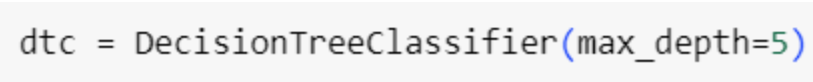 dtc = DecisionTreeClassifier(max_depth=5)